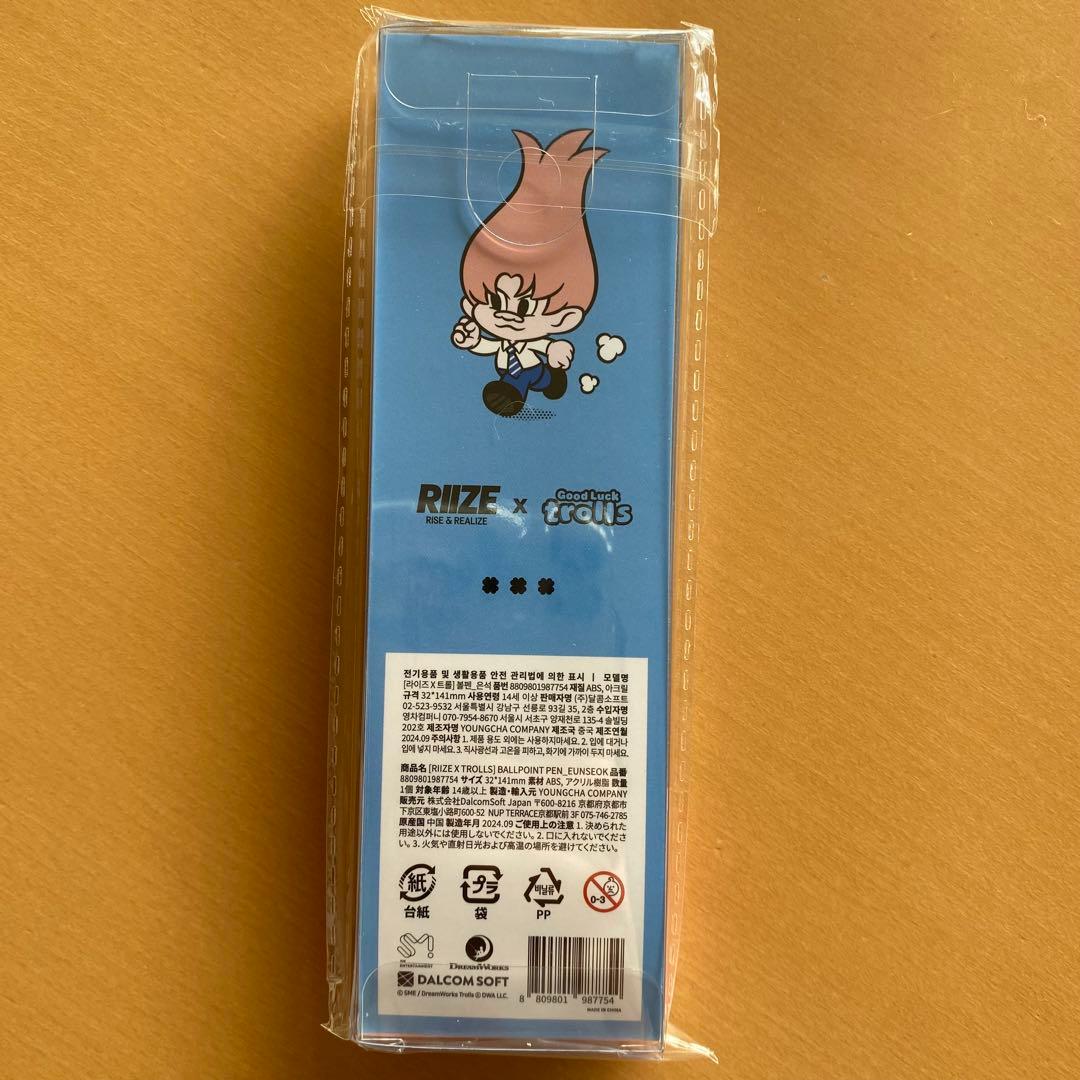 RIIZE
RISE & REALIZE
X
Good Luck
trolls
전기용품 및 생활용품 안전 관리법에 의한 표시 | 모델명
[라이즈 X 트롤] 볼펜_은석 품번 8809801987754 재질 ABS, 아크릴
규격 32*141mm 사용연령 14세 이상 판매자명 (주)달콤소프트
02-523-9532 서울특별시 강남구 선릉로 93길 35, 2층 수입자명
영차컴퍼니 070-7954-8670 서울시 서초구 양재천로 135-4 솔빌딩
202호 제조자명 YOUNGCHA COMPANY 제조국 중국 제조연월
2024.09 주의사항 1. 제품 용도 외에는 사용하지마세요. 2. 입에 대거나
입에 넣지 마세요. 3. 직사광선과 고온을 피하고, 화기에 가까이 두지 마세요.
商品名 [RIIZE X TROLLS] BALLPOINT PEN_EUNSEOK 品番
8809801987754 サイズ 32*141mm 素材 ABS, アクリル樹脂 数量
1個 対象年齢 14歳以上 製造・輸入元 YOUNGCHA COMPANY
販売元 株式会社DalcomSoft Japan 〒600-8216 京都府京都市
下京区東塩小路町600-52 NUP TERRACE京都駅前 3F 075-746-2785
原産国 中国 製造年月 2024.09 ご使用上の注意 1. 決められた
用途以外には使用しないでください。2. 口に入れないでくださ
い。3. 火気や直射日光および高温の場所を避けてください。
紙
台紙
プラ
袋
비닐류
PP
0-3
SM
SM ENTERTAINMENT
DREAMWORKS
DALCOMSOFT
© SME / DreamWorks Trolls © DWA LLC.
8 809801 987754
MADE IN CHINA